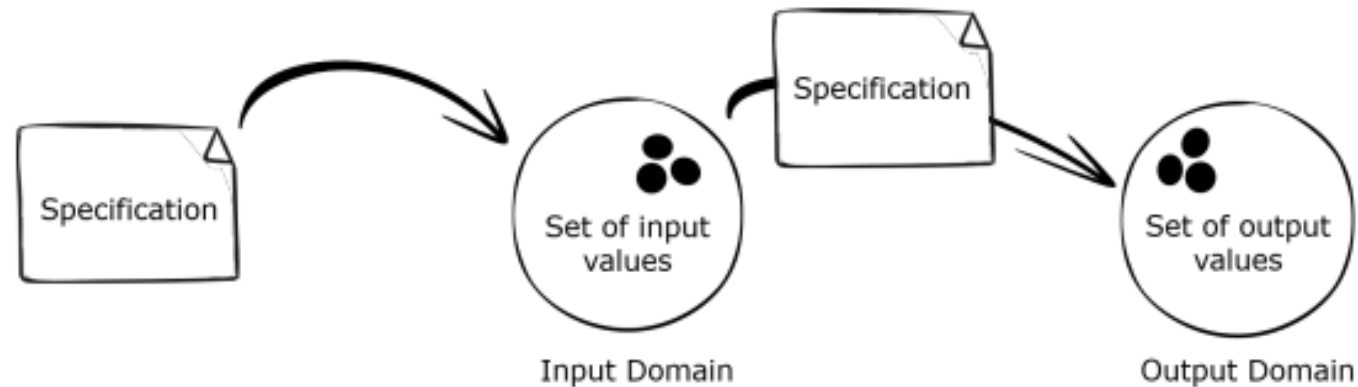 Specification
Specification
Set of input
values
Set of output
values
Input Domain
Output Domain